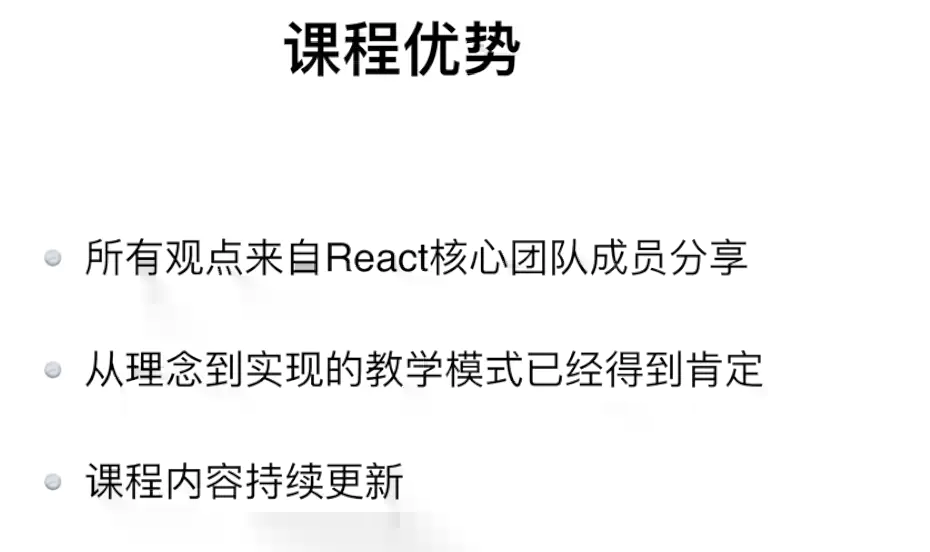 课程优势
所有观点来自React核心团队成员分享
从理念到实现的教学模式已经得到肯定
课程内容持续更新